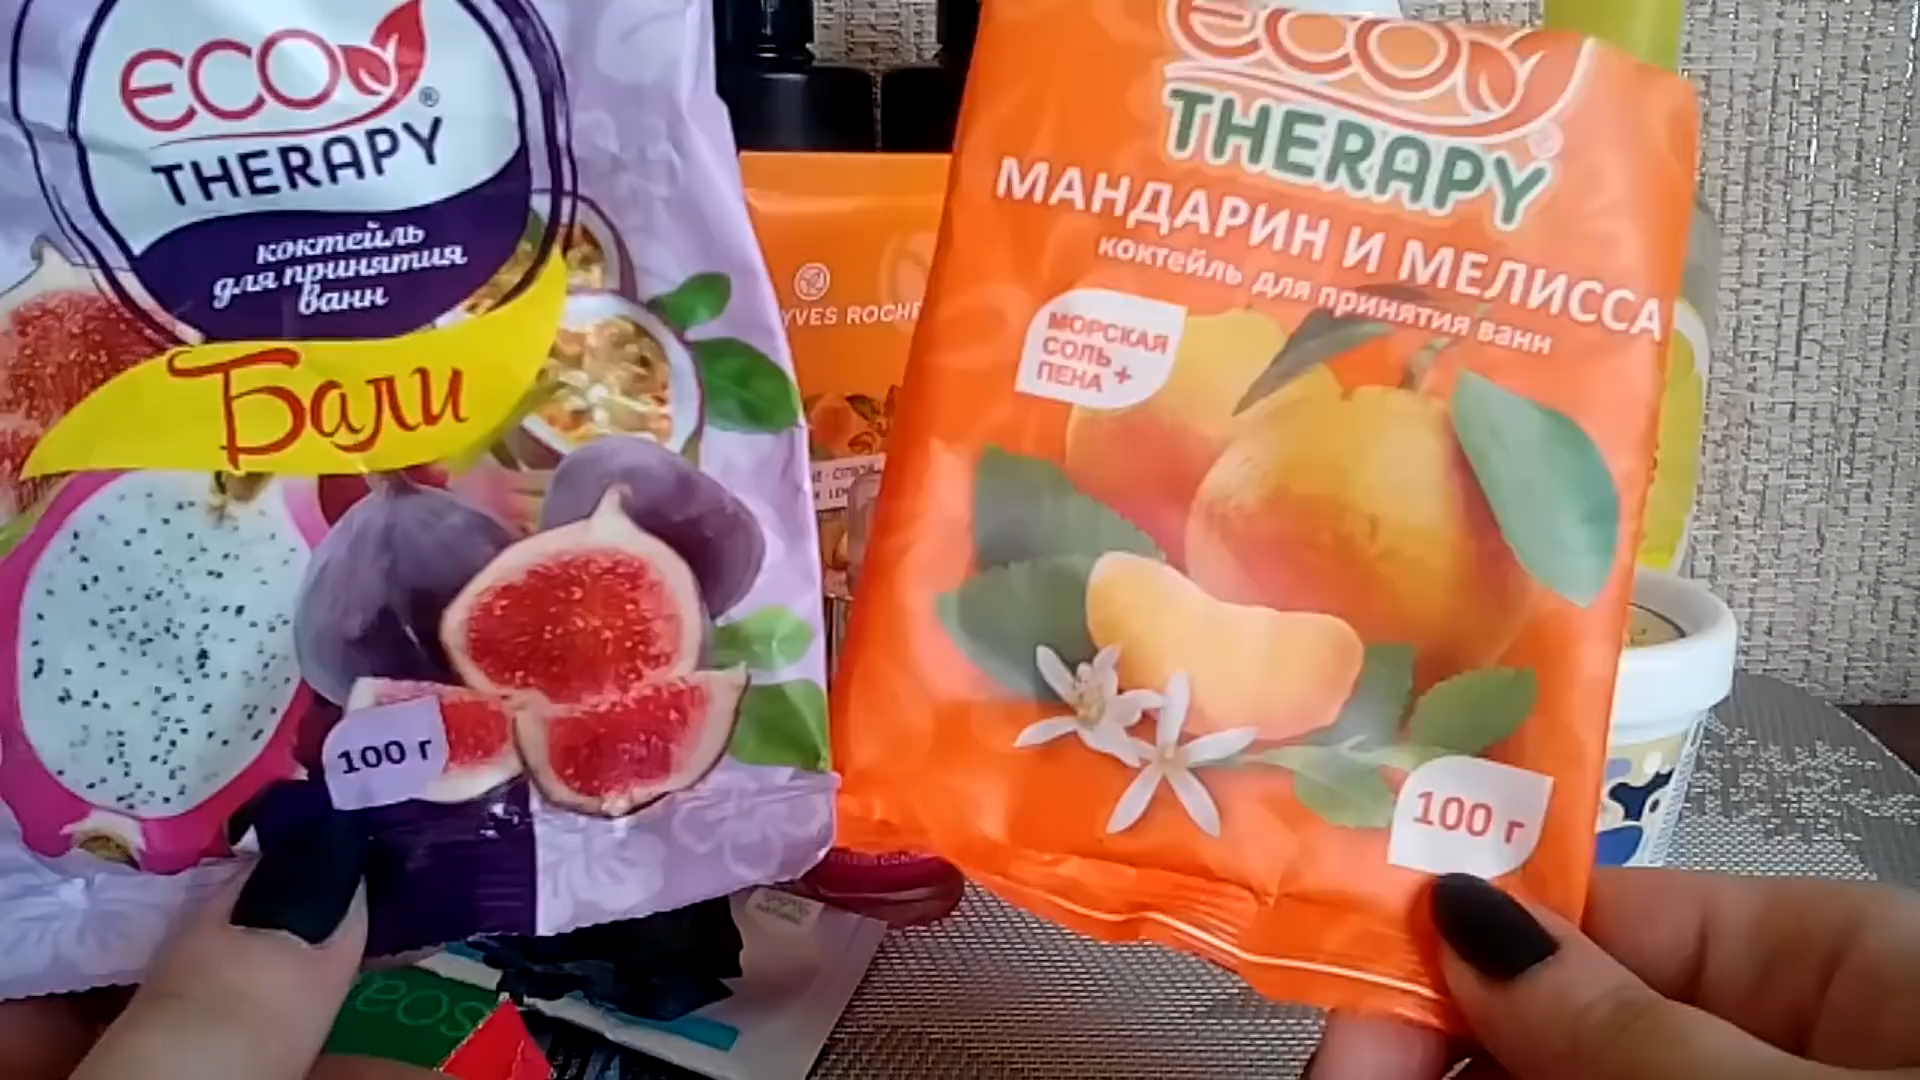 ECO
THERAPY
коктейль
для принятия
ванн
Бали
100 г
YVES ROCHE
ECO
THERAPY
МАНДАРИН И МЕЛИССА
коктейль для принятия ванн
МОРСКАЯ
СОЛЬ +
ПЕНА
100 г